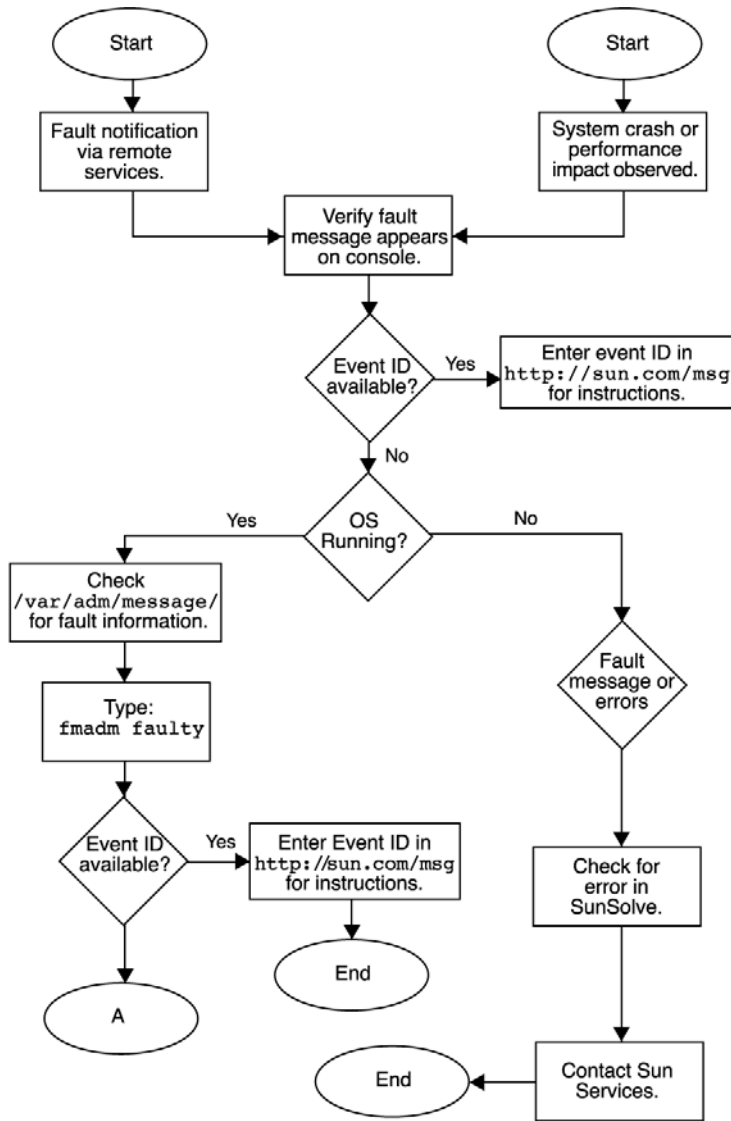 Start
Start
Fault notification
via remote
services.
System crash or
performance
impact observed.
Verify fault
message appears
on console.
Event ID
available?
Yes
Enter event ID in
http://sun.com/msg
for instructions.
No
OS
Running?
Yes
No
Check
/var/adm/message/
for fault information.
Fault
message or
errors
Type:
fmadm faulty
Event ID
available?
Yes
Enter Event ID in
http://sun.com/msg
for instructions.
Check for
error in
SunSolve.
End
A
End
Contact Sun
Services.